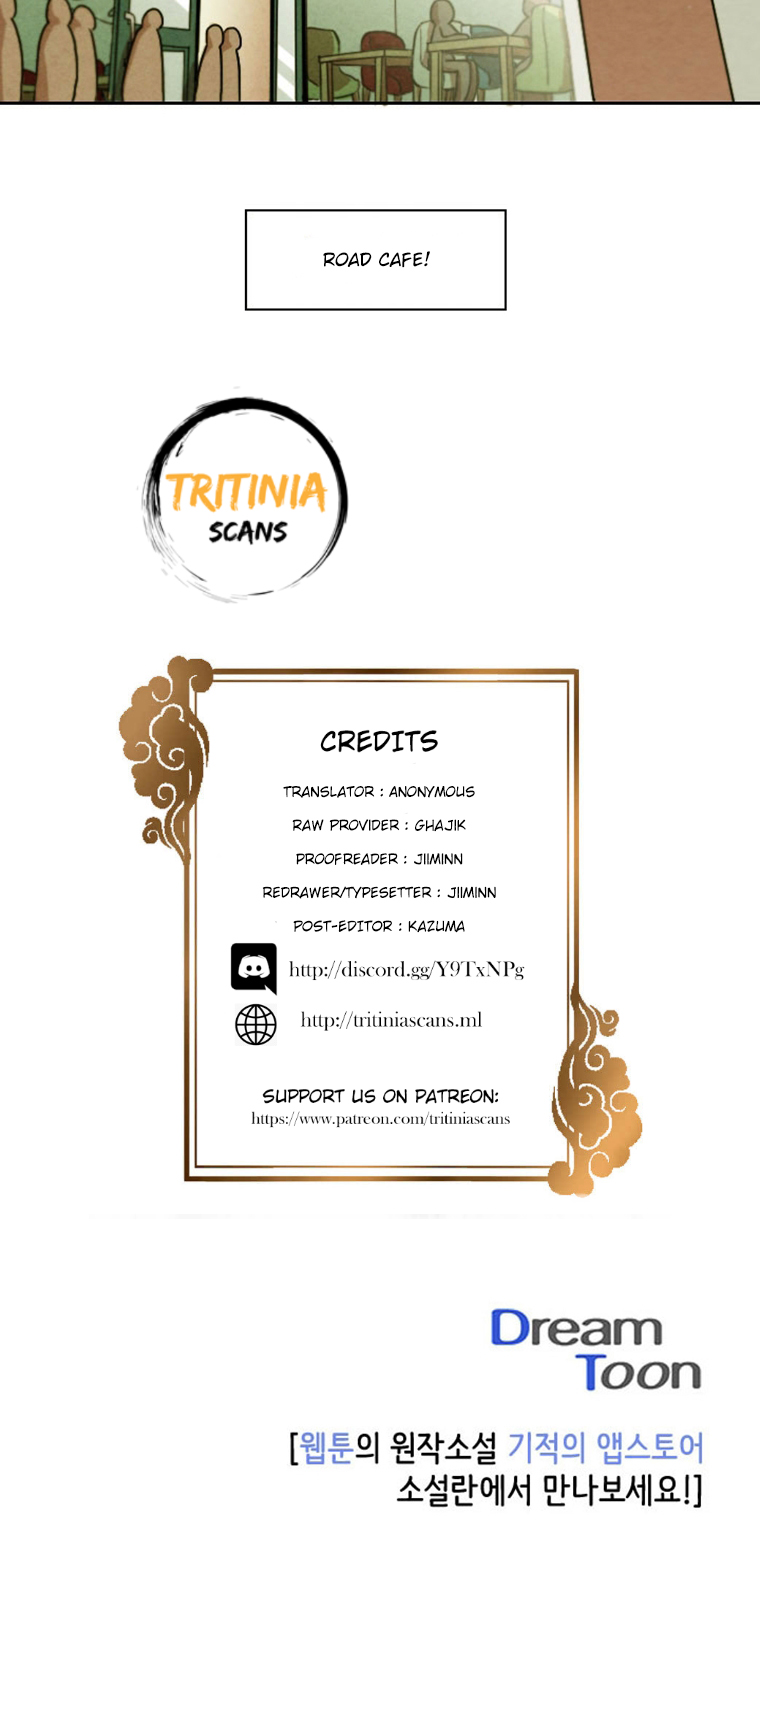 ROAD CAFE!
TRITINIA
SCANS
CREDITS
TRANSLATOR : ANONYMOUS
RAW PROVIDER : GHAJIK
PROOFREADER : JIIMINN
REDRAWER/TYPESETTER : JIIMINN
POST-EDITOR : KAZUMA
http://discord.gg/Y9TxNPg
http://tritiniascans.ml
SUPPORT US ON PATREON:
https://www.patreon.com/tritiniascans
Dream
Toon
[웹툰의 원작소설 기적의 앱스토어
소설란에서 만나보세요!]